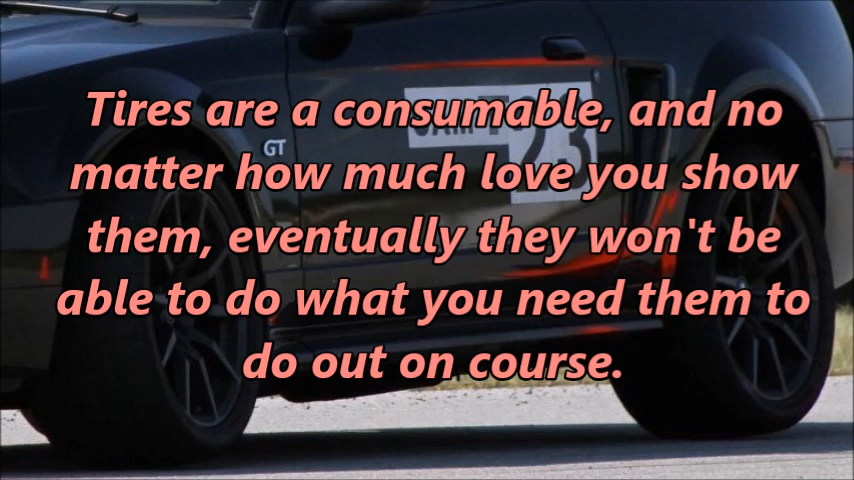 Tires are a consumable, and no
matter how much love you show
them, eventually they won't be
able to do what you need them to
do out on course.
GT
23